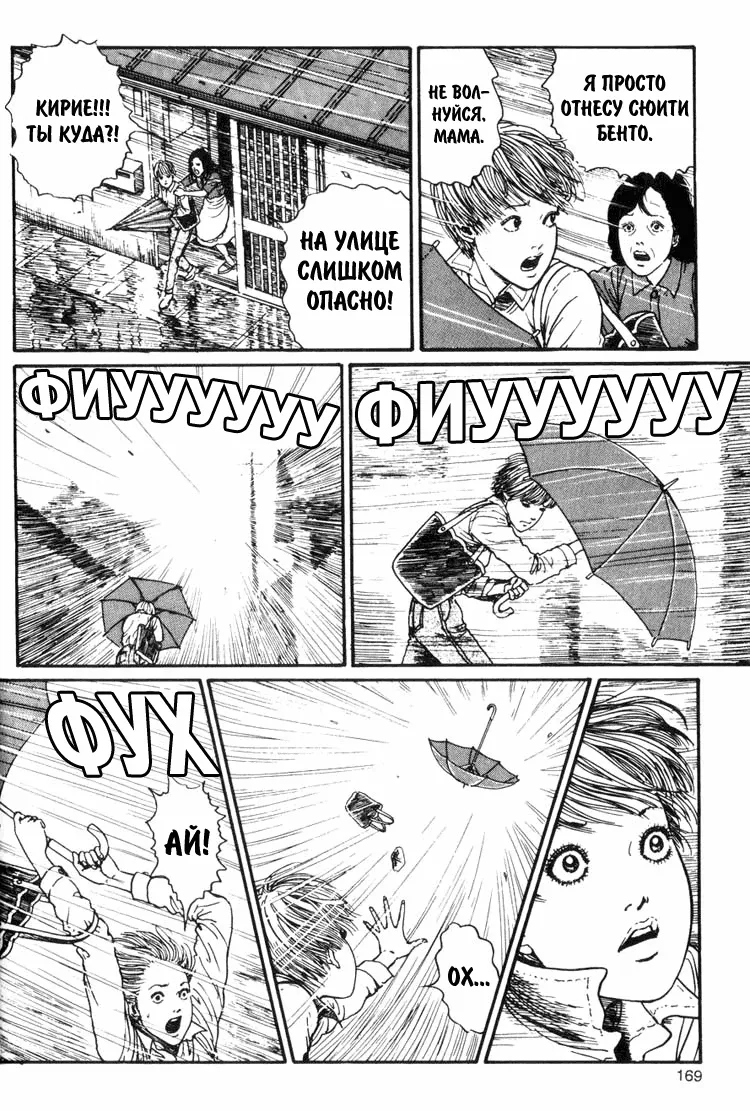 КИРИЕ!!!
ТЫ КУДА?!
НА УЛИЦЕ
СЛИШКОМ
ОПАСНО!
НЕ ВОЛ-
НУЙСЯ,
МАМА.
Я ПРОСТО
ОТНЕСУ СЮИТИ
БЕНТО.
ФИУУУУУУ
ФИУУУУУУ
ФУХ
АЙ!
ОХ...
169